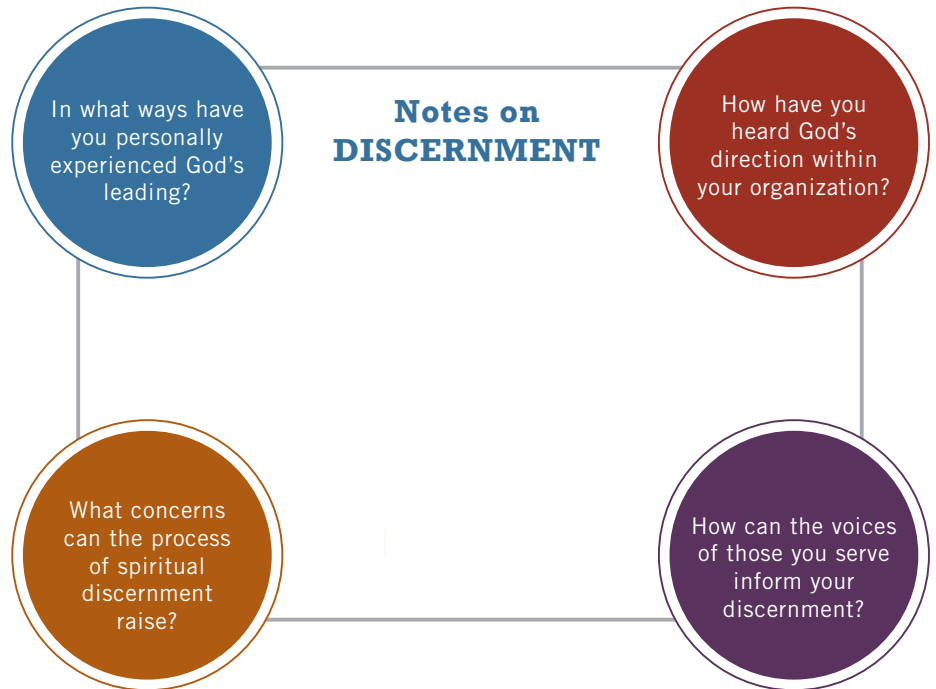 In what ways have
you personally
experienced God's
leading?
Notes on
DISCERNMENT
How have you
heard God's
direction within
your organization?
What concerns
can the process
of spiritual
discernment
raise?
How can the voices
of those you serve
inform your
discernment?